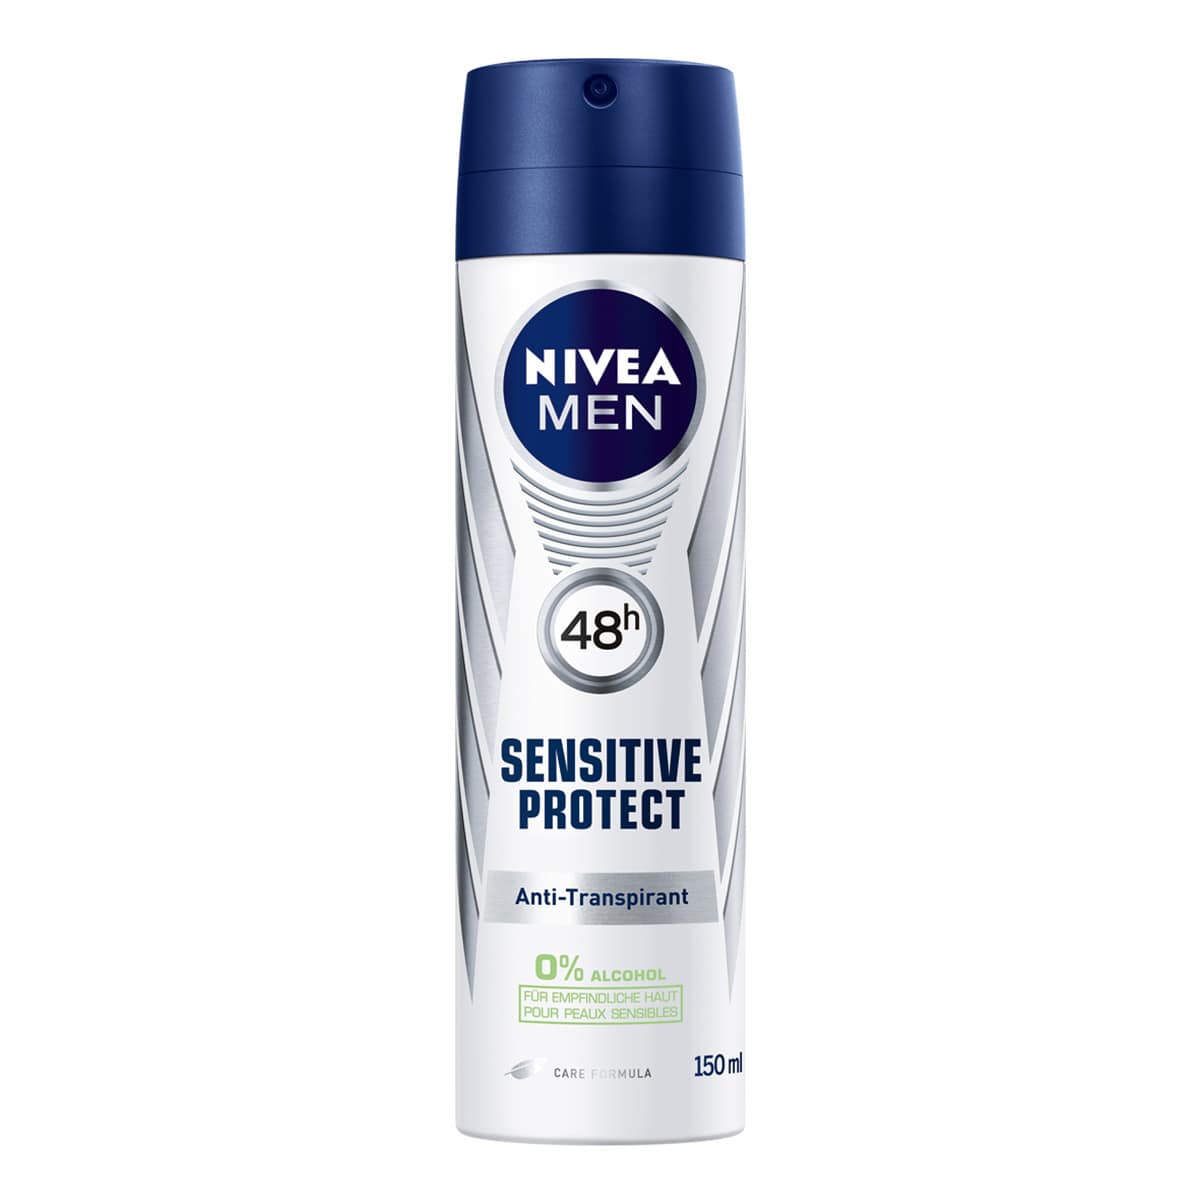 NIVEA
MEN
48h
SENSITIVE
PROTECT
Anti-Transpirant
0% ALCOHOL
FÜR EMPFINDLICHE HAUT
POUR PEAUX SENSIBLES
CARE FORMULA
150 ml